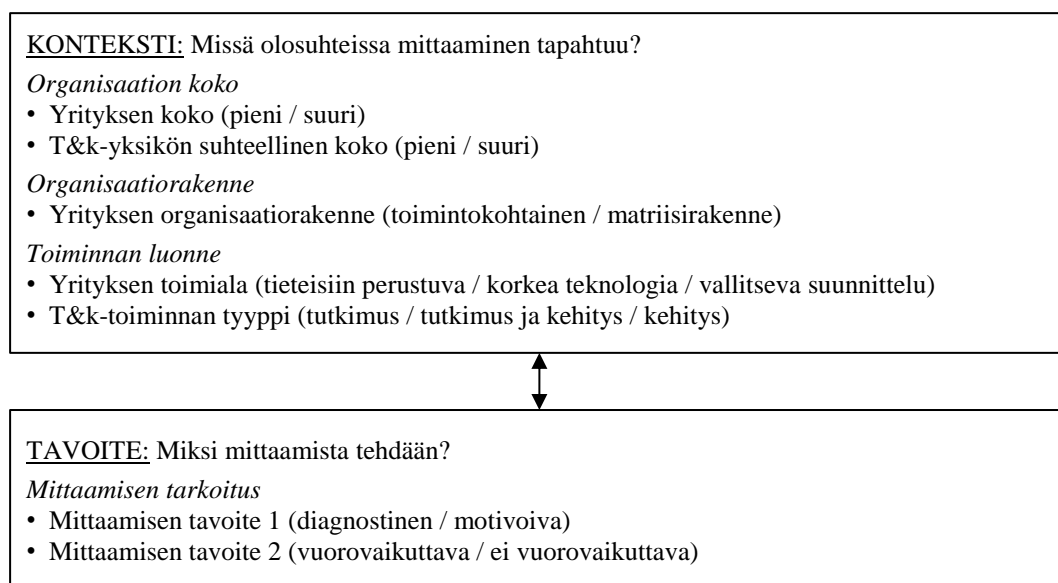 KONTEKSTI: Missä olosuhteissa mittaaminen tapahtuu?
Organisaation koko
• Yrityksen koko (pieni / suuri)
• T&k-yksikön suhteellinen koko (pieni / suuri)
Organisaatiorakenne
• Yrityksen organisaatiorakenne (toimintokohtainen / matriisirakenne)
Toiminnan luonne
• Yrityksen toimiala (tieteisiin perustuva / korkea teknologia / vallitseva suunnittelu)
• T&k-toiminnan tyyppi (tutkimus / tutkimus ja kehitys / kehitys)
TAVOITE: Miksi mittaamista tehdään?
Mittaamisen tarkoitus
• Mittaamisen tavoite 1 (diagnostinen / motivoiva)
• Mittaamisen tavoite 2 (vuorovaikuttava / ei vuorovaikuttava)